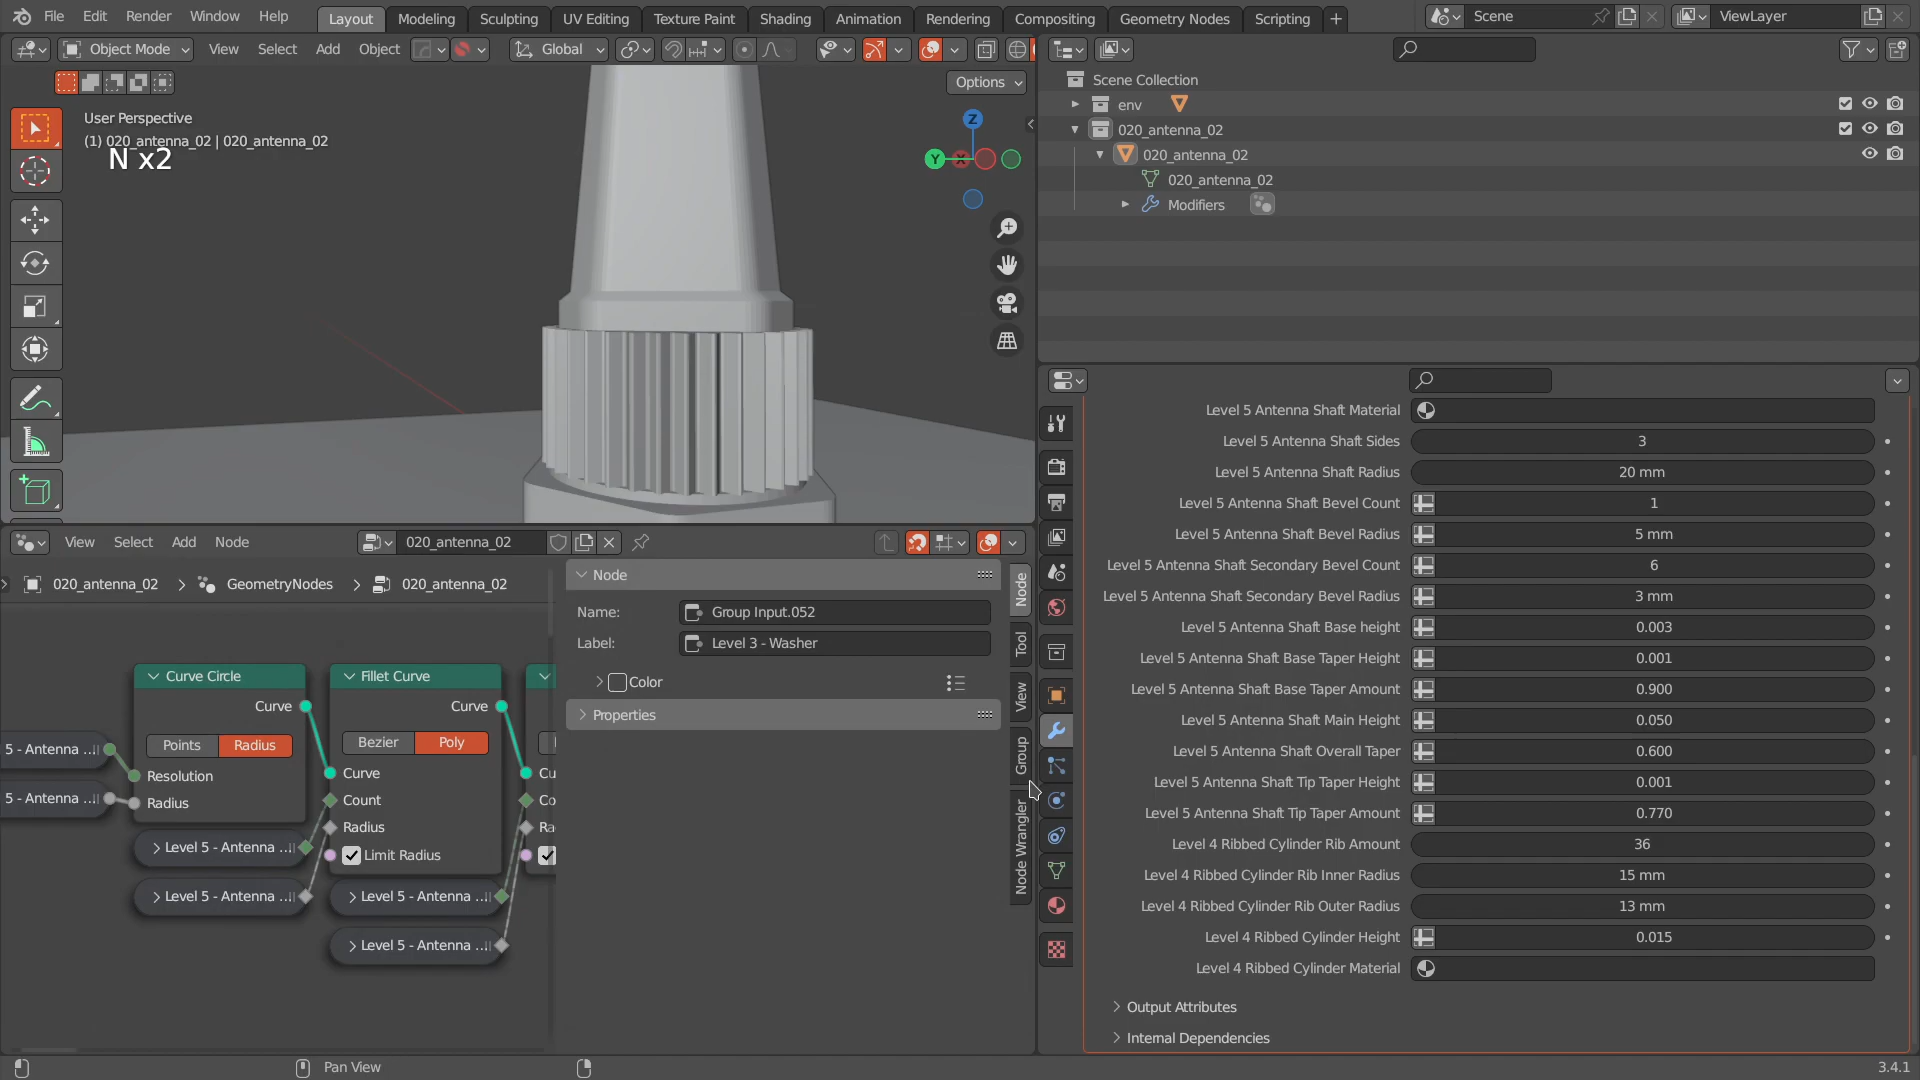 File Edit Render Window Help Layout Modeling Sculpting UV Editing Texture Paint Shading Animation Rendering Compositing Geometry Nodes Scripting + Scene ViewLayer
Object Mode View Select Add Object Global
Options
User Perspective
(1) 020_antenna_02 | 020_antenna_02
N x2
Z
Y X
Scene Collection
env
020_antenna_02
020_antenna_02
020_antenna_02
Modifiers
View Select Add Node 020_antenna_02
020_antenna_02 > GeometryNodes > 020_antenna_02
Curve Circle
Curve
Points Radius
Resolution
Radius
5 - Antenna ...
5 - Antenna ...
Level 5 - Antenna ...
Level 5 - Antenna ...
Fillet Curve
Curve
Bezier Poly
Curve
Count
Radius
Limit Radius
Level 5 - Antenna ...
Level 5 - Antenna ...
Cu
Co
Ra
Node
Name: Group Input.052
Label: Level 3 - Washer
Color
Properties
Node
Tool
View
Group
Node Wrangler
Level 5 Antenna Shaft Material
Level 5 Antenna Shaft Sides 3
Level 5 Antenna Shaft Radius 20 mm
Level 5 Antenna Shaft Bevel Count 1
Level 5 Antenna Shaft Bevel Radius 5 mm
Level 5 Antenna Shaft Secondary Bevel Count 6
Level 5 Antenna Shaft Secondary Bevel Radius 3 mm
Level 5 Antenna Shaft Base height 0.003
Level 5 Antenna Shaft Base Taper Height 0.001
Level 5 Antenna Shaft Base Taper Amount 0.900
Level 5 Antenna Shaft Main Height 0.050
Level 5 Antenna Shaft Overall Taper 0.600
Level 5 Antenna Shaft Tip Taper Height 0.001
Level 5 Antenna Shaft Tip Taper Amount 0.770
Level 4 Ribbed Cylinder Rib Amount 36
Level 4 Ribbed Cylinder Rib Inner Radius 15 mm
Level 4 Ribbed Cylinder Rib Outer Radius 13 mm
Level 4 Ribbed Cylinder Height 0.015
Level 4 Ribbed Cylinder Material
Output Attributes
Internal Dependencies
Pan View
3.4.1